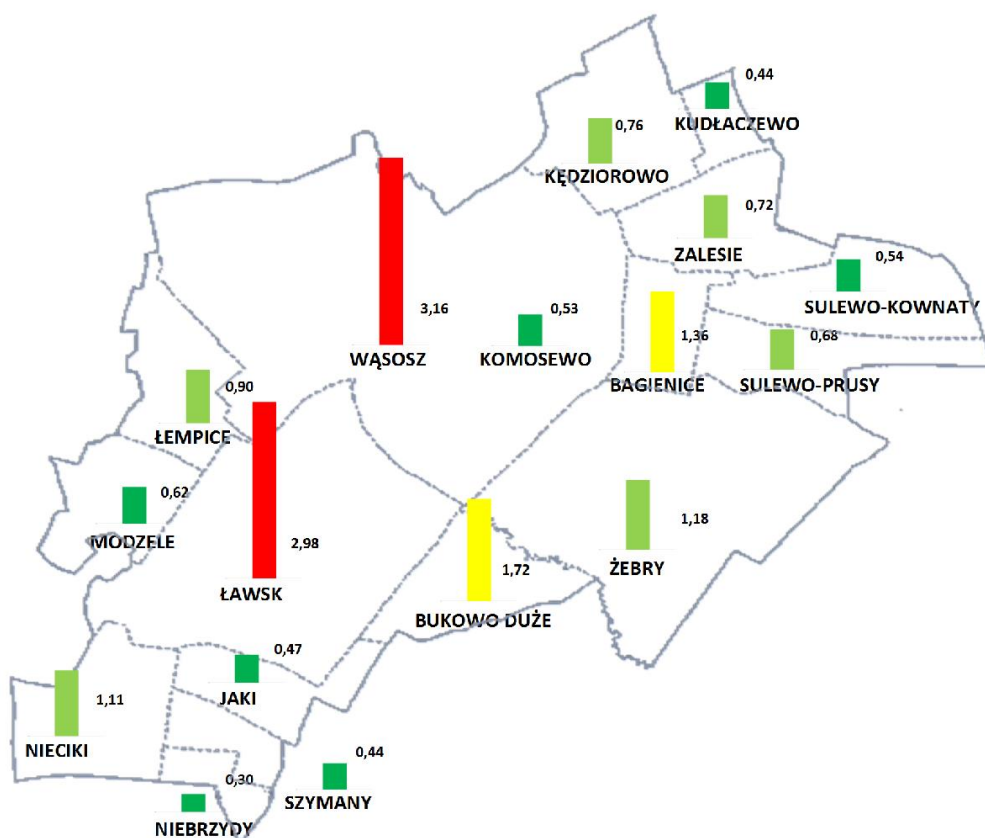 0,44
KUDŁACZEWO
0,76
KĘDZIOROWO
0,72
ZALESIE
0,54
SULEWO-KOWNATY
3,16
WĄSOSZ
0,53
KOMOSEWO
1,36
BAGIENICE
0,68
SULEWO-PRUSY
0,90
ŁEMPICE
0,62
MODZELE
2,98
ŁAWSK
1,72
BUKOWO DUŻE
1,18
ŻEBRY
0,47
JAKI
1,11
NIECIKI
0,44
SZYMANY
0,30
NIEBRZYDY